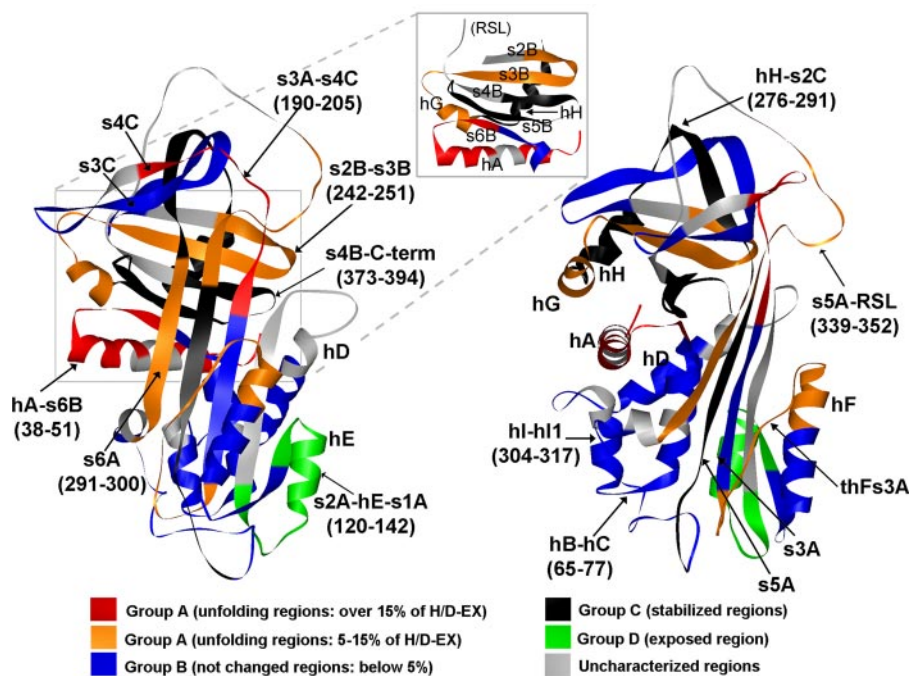 (RSL)
s2B
s3B
s4B
hG
hH
s5B
s6B
hA
s3A-s4C
(190-205)
s4C
s3C
s2B-s3B
(242-251)
s4B-C-term
(373-394)
hD
hA-s6B
(38-51)
s6A
(291-300)
hE
s2A-hE-s1A
(120-142)
hH-s2C
(276-291)
hH
hG
s5A-RSL
(339-352)
hA
hD
hF
hI-hI1
(304-317)
thFs3A
hB-hC
(65-77)
s3A
s5A
Group A (unfolding regions: over 15% of H/D-EX)
Group A (unfolding regions: 5-15% of H/D-EX)
Group B (not changed regions: below 5%)
Group C (stabilized regions)
Group D (exposed region)
Uncharacterized regions